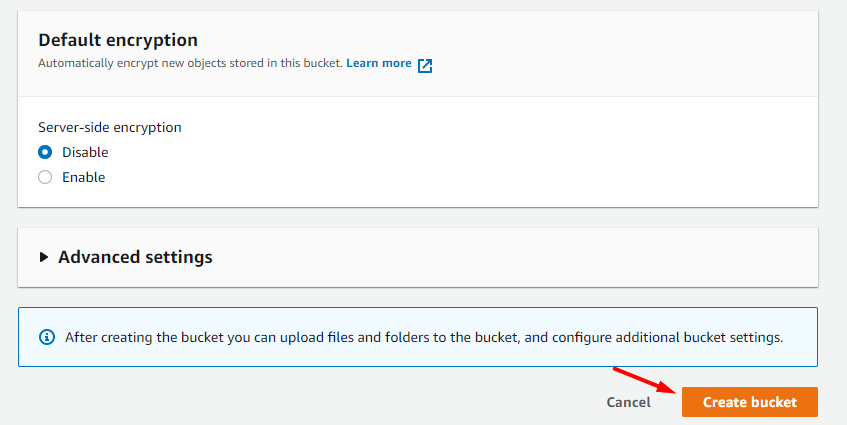 Default encryption
Automatically encrypt new objects stored in this bucket. Learn more
Server-side encryption
Disable
Enable
Advanced settings
After creating the bucket you can upload files and folders to the bucket, and configure additional bucket settings.
Cancel Create bucket